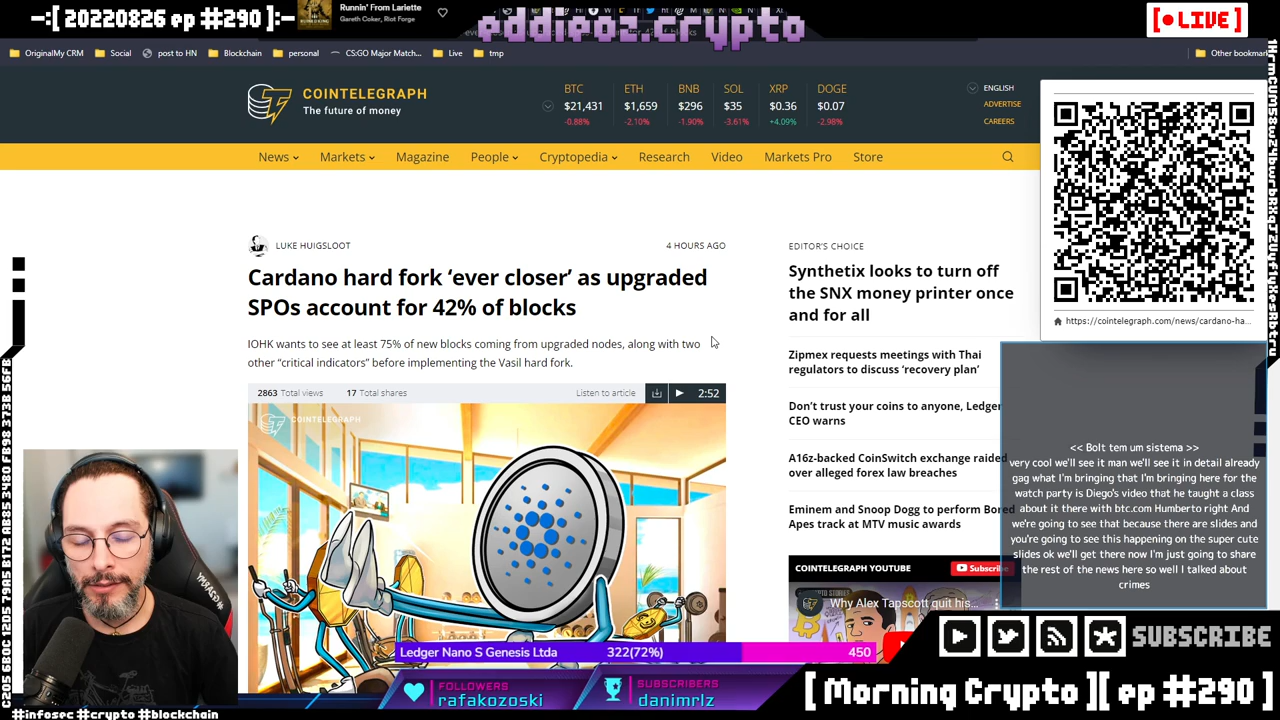 -:[ 20220826 ep #290 ]:-
Runnin' From Lariette
Gareth Coker, Riot Forge
eddieoz.crypto
[● LIVE]
OriginalMy CRM
Social
post to HN
Blockchain
personal
CS:GO Major Match...
Live
tmp
Other bookmar
COINTELEGRAPH
The future of money
BTC ETH BNB SOL XRP DOGE
$21,431 $1,659 $296 $35 $0.36 $0.07
-0.88% -2.10% -1.90% -3.61% +4.09% -2.98%
ENGLISH
ADVERTISE
CAREERS
News Markets Magazine People Cryptopedia Research Video Markets Pro Store
LUKE HUIGSLOOT
4 HOURS AGO
Cardano hard fork ‘ever closer’ as upgraded
SPOs account for 42% of blocks
IOHK wants to see at least 75% of new blocks coming from upgraded nodes, along with two
other “critical indicators” before implementing the Vasil hard fork.
2863 Total views 17 Total shares
Listen to article 2:52
COINTELEGRAPH
EDITOR'S CHOICE
Synthetix looks to turn off
the SNX money printer once
and for all
Zipmex requests meetings with Thai
regulators to discuss ‘recovery plan’
Don’t trust your coins to anyone, Ledger
CEO warns
A16z-backed CoinSwitch exchange raided
over alleged forex law breaches
Eminem and Snoop Dogg to perform Bored
Apes track at MTV music awards
COINTELEGRAPH YOUTUBE
Subscribe
Why Alex Tapscott quit his...
https://cointelegraph.com/news/cardano-ha...
<< Bolt tem um sistema >>
very cool we'll see it man we'll see it in detail already
gag what I'm bringing that I'm bringing here for the
watch party is Diego's video that he taught a class
about it there with btc.com Humberto right And
we're going to see that because there are slides and
you're going to see this happening on the super cute
slides ok we'll get there now I'm just going to share
the rest of the news here so well I talked about
crimes
Ledger Nano S Genesis Ltda 322(72%) 450
FOLLOWERS
rafakozoski
SUBSCRIBERS
danimrlz
SUBSCRIBE
[ Morning Crypto ][ ep #290 ]
#infosec #crypto #blockchain